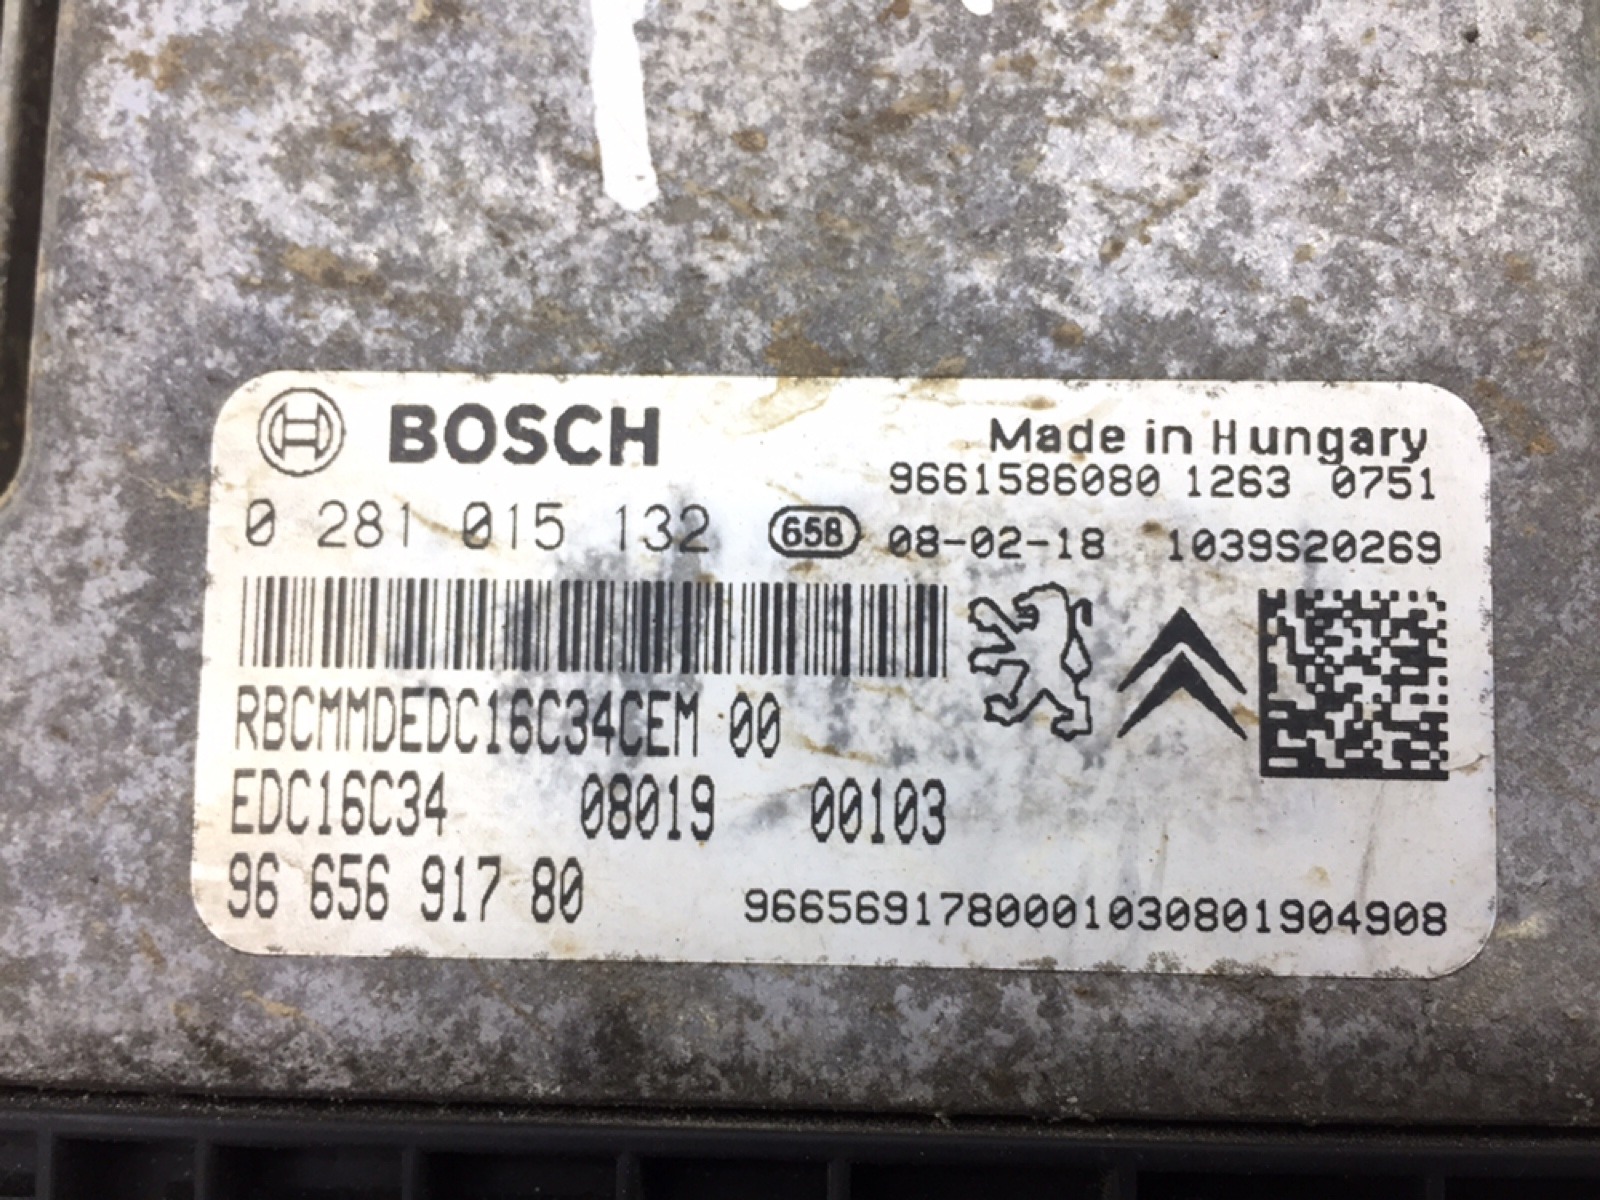 BOSCH
Made in Hungary
9661586080 1263 0751
0 281 015 132 658 08-02-18 1039S20269
RBCMMDEDC16C34CEM 00
EDC16C34 08019 00103
96 656 917 80
9665691780001030801904908